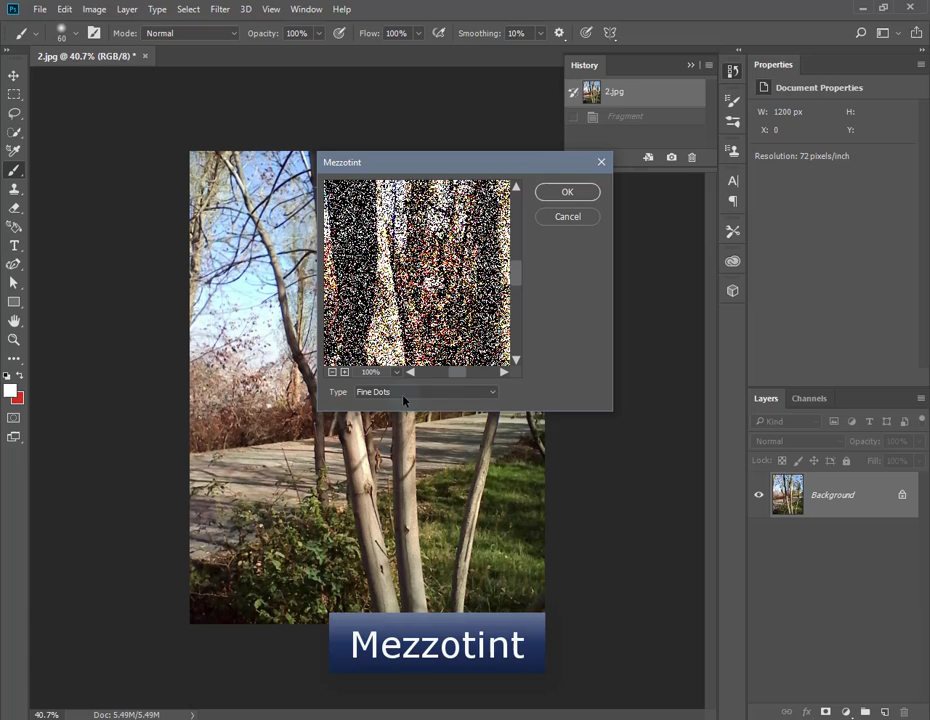 Ps File Edit Image Layer Type Select Filter 3D View Window Help
60 Mode: Normal Opacity: 100% Flow: 100% Smoothing: 10%
2.jpg @ 40.7% (RGB/8) *
History
2.jpg
Fragment
Properties
Document Properties
W: 1200 px H:
X: 0 Y:
Resolution: 72 pixels/inch
Mezzotint
OK
Cancel
100%
Type Fine Dots
Layers Channels
Kind
Normal Opacity: 100%
Lock: Fill: 100%
Background
Mezzotint
40.7% Doc: 5.49M/5.49M